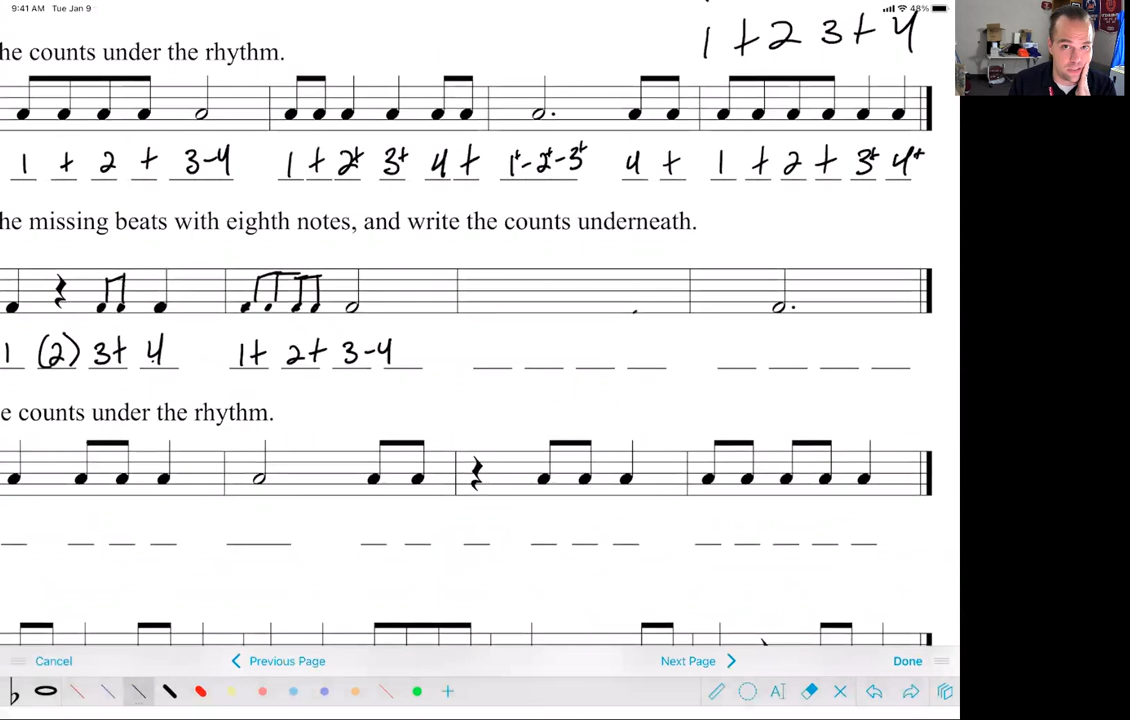 9:41 AM Tue Jan 9
48%
1 + 2 3 + 4
he counts under the rhythm.
1 + 2 + 3-4 1 + 2+ 3+ 4 + 1+-2+-3+ 4 + 1 + 2 + 3+ 4+
he missing beats with eighth notes, and write the counts underneath.
1 (2) 3+ 4 1+ 2+ 3-4
e counts under the rhythm.
Cancel Previous Page Next Page Done